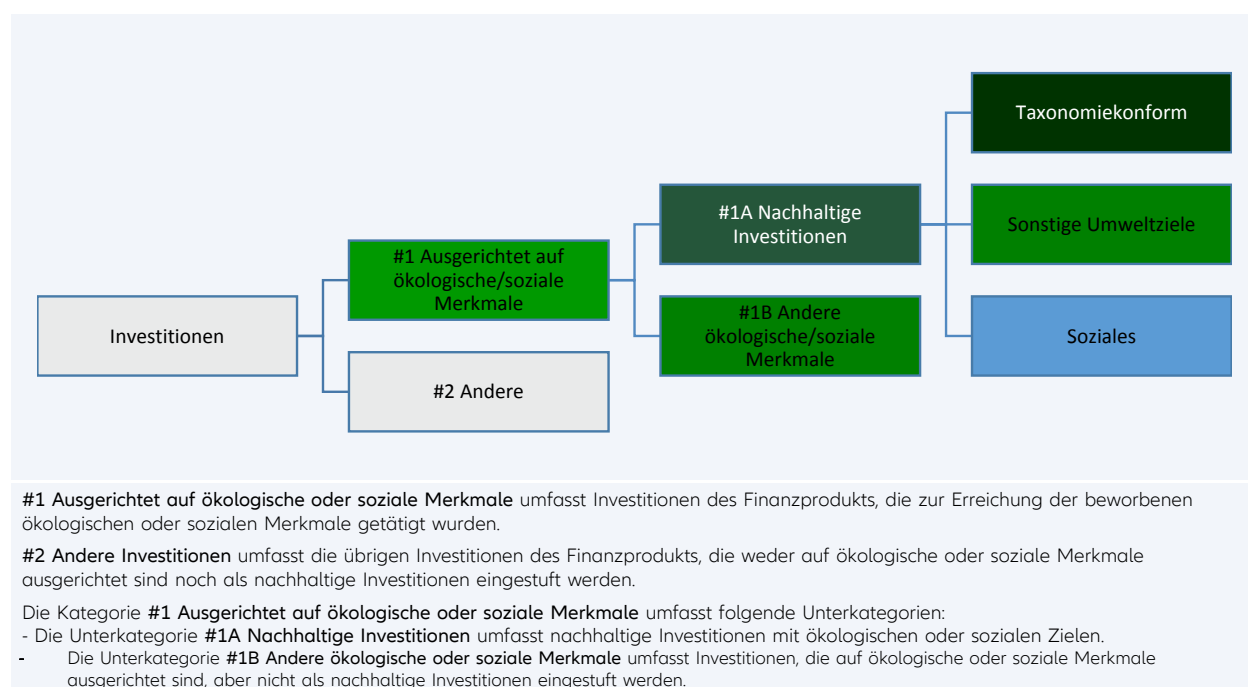 Taxonomiekonform
#1A Nachhaltige
Investitionen
Sonstige Umweltziele
#1 Ausgerichtet auf
ökologische/soziale
Merkmale
Investitionen
#1B Andere
ökologische/soziale
Merkmale
Soziales
#2 Andere
#1 Ausgerichtet auf ökologische oder soziale Merkmale umfasst Investitionen des Finanzprodukts, die zur Erreichung der beworbenen
ökologischen oder sozialen Merkmale getätigt wurden.
#2 Andere Investitionen umfasst die übrigen Investitionen des Finanzprodukts, die weder auf ökologische oder soziale Merkmale
ausgerichtet sind noch als nachhaltige Investitionen eingestuft werden.
Die Kategorie #1 Ausgerichtet auf ökologische oder soziale Merkmale umfasst folgende Unterkategorien:
- Die Unterkategorie #1A Nachhaltige Investitionen umfasst nachhaltige Investitionen mit ökologischen oder sozialen Zielen.
- Die Unterkategorie #1B Andere ökologische oder soziale Merkmale umfasst Investitionen, die auf ökologische oder soziale Merkmale
ausgerichtet sind, aber nicht als nachhaltige Investitionen eingestuft werden.